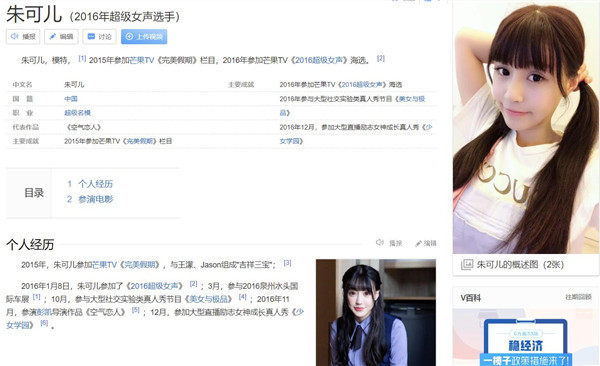 朱可儿（2016年超级女声选手）
播报 编辑 讨论 上传视频
朱可儿，模特， [1] 2015年参加芒果TV《完美假期》栏目，2016年参加芒果TV《2016超级女声》海选。 [2]
中文名 朱可儿 主要成就 2016年参加芒果TV《2016超级女声》海选
国 籍 中国 2016年参与大型社交实验类真人秀节目《美女与极
职 业 超级名模 品》
代表作品 《空气恋人》 2016年12月，参加大型直播励志女神成长真人秀《少
主要成就 2015年参加芒果TV《完美假期》栏目 女学园》
目录
1 个人经历
2 参演电影
个人经历
播报 编辑
2015年，朱可儿参加芒果TV《完美假期》，与王濛、Jason组成"吉祥三宝"； [3]
2016年1月8日，朱可儿参加了《2016超级女声》 [2] ；3月，参与2016泉州水头国
际车展 [1] ；10月，参与大型社交实验类真人秀节目《美女与极品》 [4] ；2016年11
月，参演彭凯导演作品《空气恋人》 [5] ；12月，参加大型直播励志女神成长真人秀《少
女学园》 [6] 。
朱可儿的概述图（2张）
V百科 往期回顾
稳经济
一揽子政策措施来了!